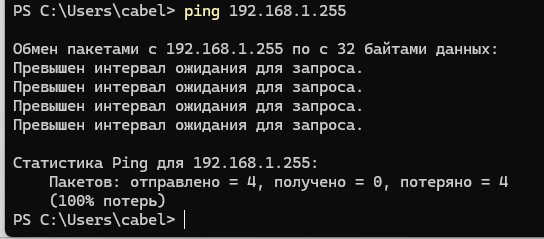 PS C:\Users\cabel> ping 192.168.1.255
Обмен пакетами с 192.168.1.255 по с 32 байтами данных:
Превышен интервал ожидания для запроса.
Превышен интервал ожидания для запроса.
Превышен интервал ожидания для запроса.
Превышен интервал ожидания для запроса.
Статистика Ping для 192.168.1.255:
    Пакетов: отправлено = 4, получено = 0, потеряно = 4
    (100% потерь)
PS C:\Users\cabel>